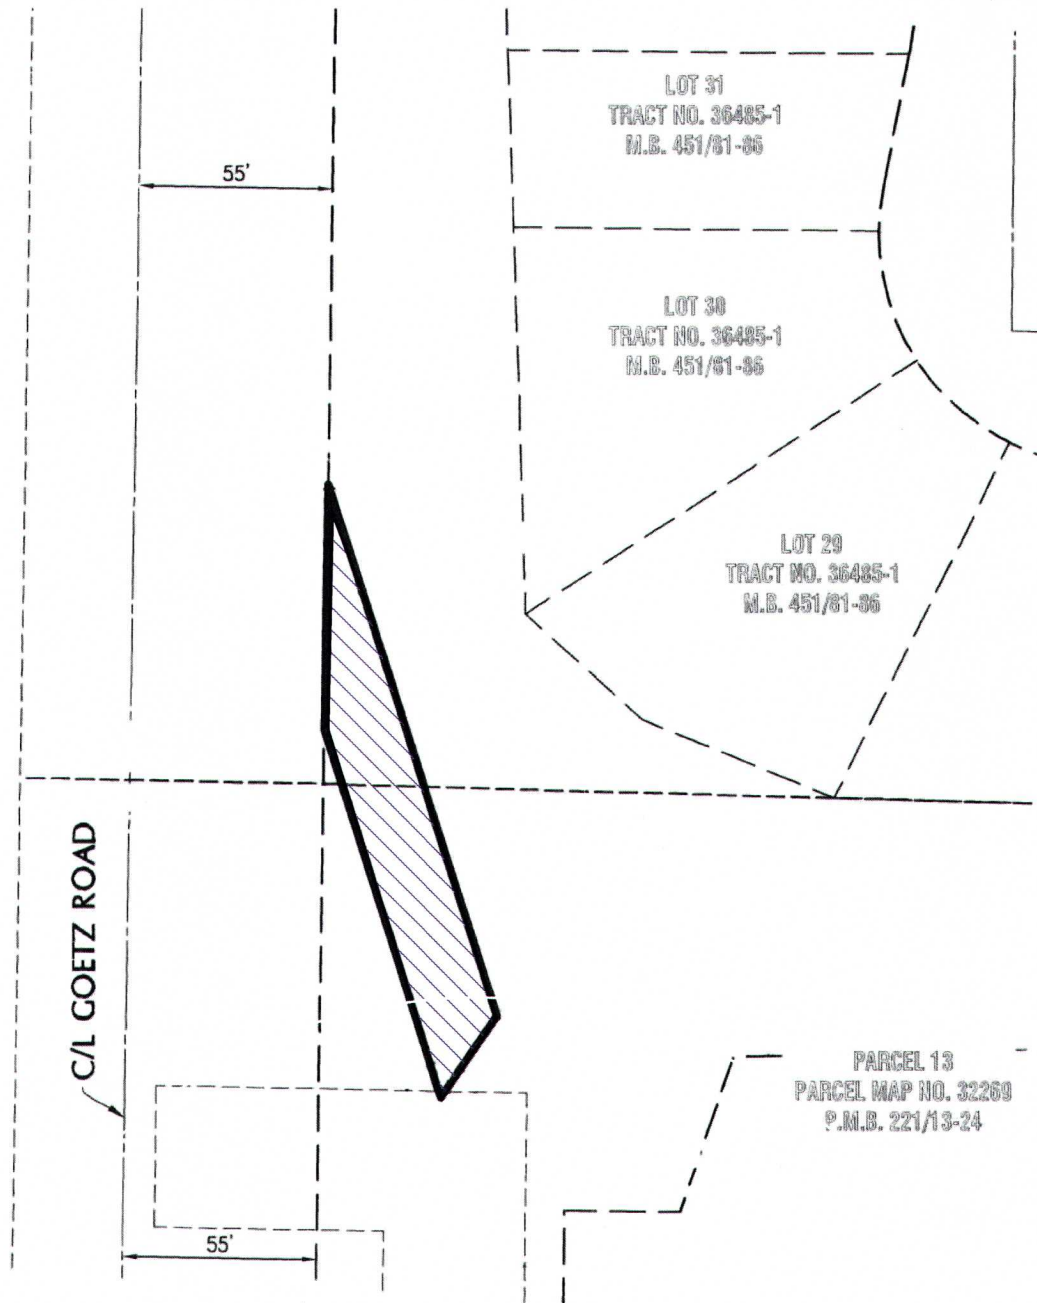 LOT 31
TRACT NO. 36485-1
M.B. 451/81-86
55'
LOT 30
TRACT NO. 36485-1
M.B. 451/81-86
LOT 29
TRACT NO. 36485-1
M.B. 451/81-86
C/L GOETZ ROAD
PARCEL 13
PARCEL MAP NO. 32269
P.M.B. 221/13-24
55'